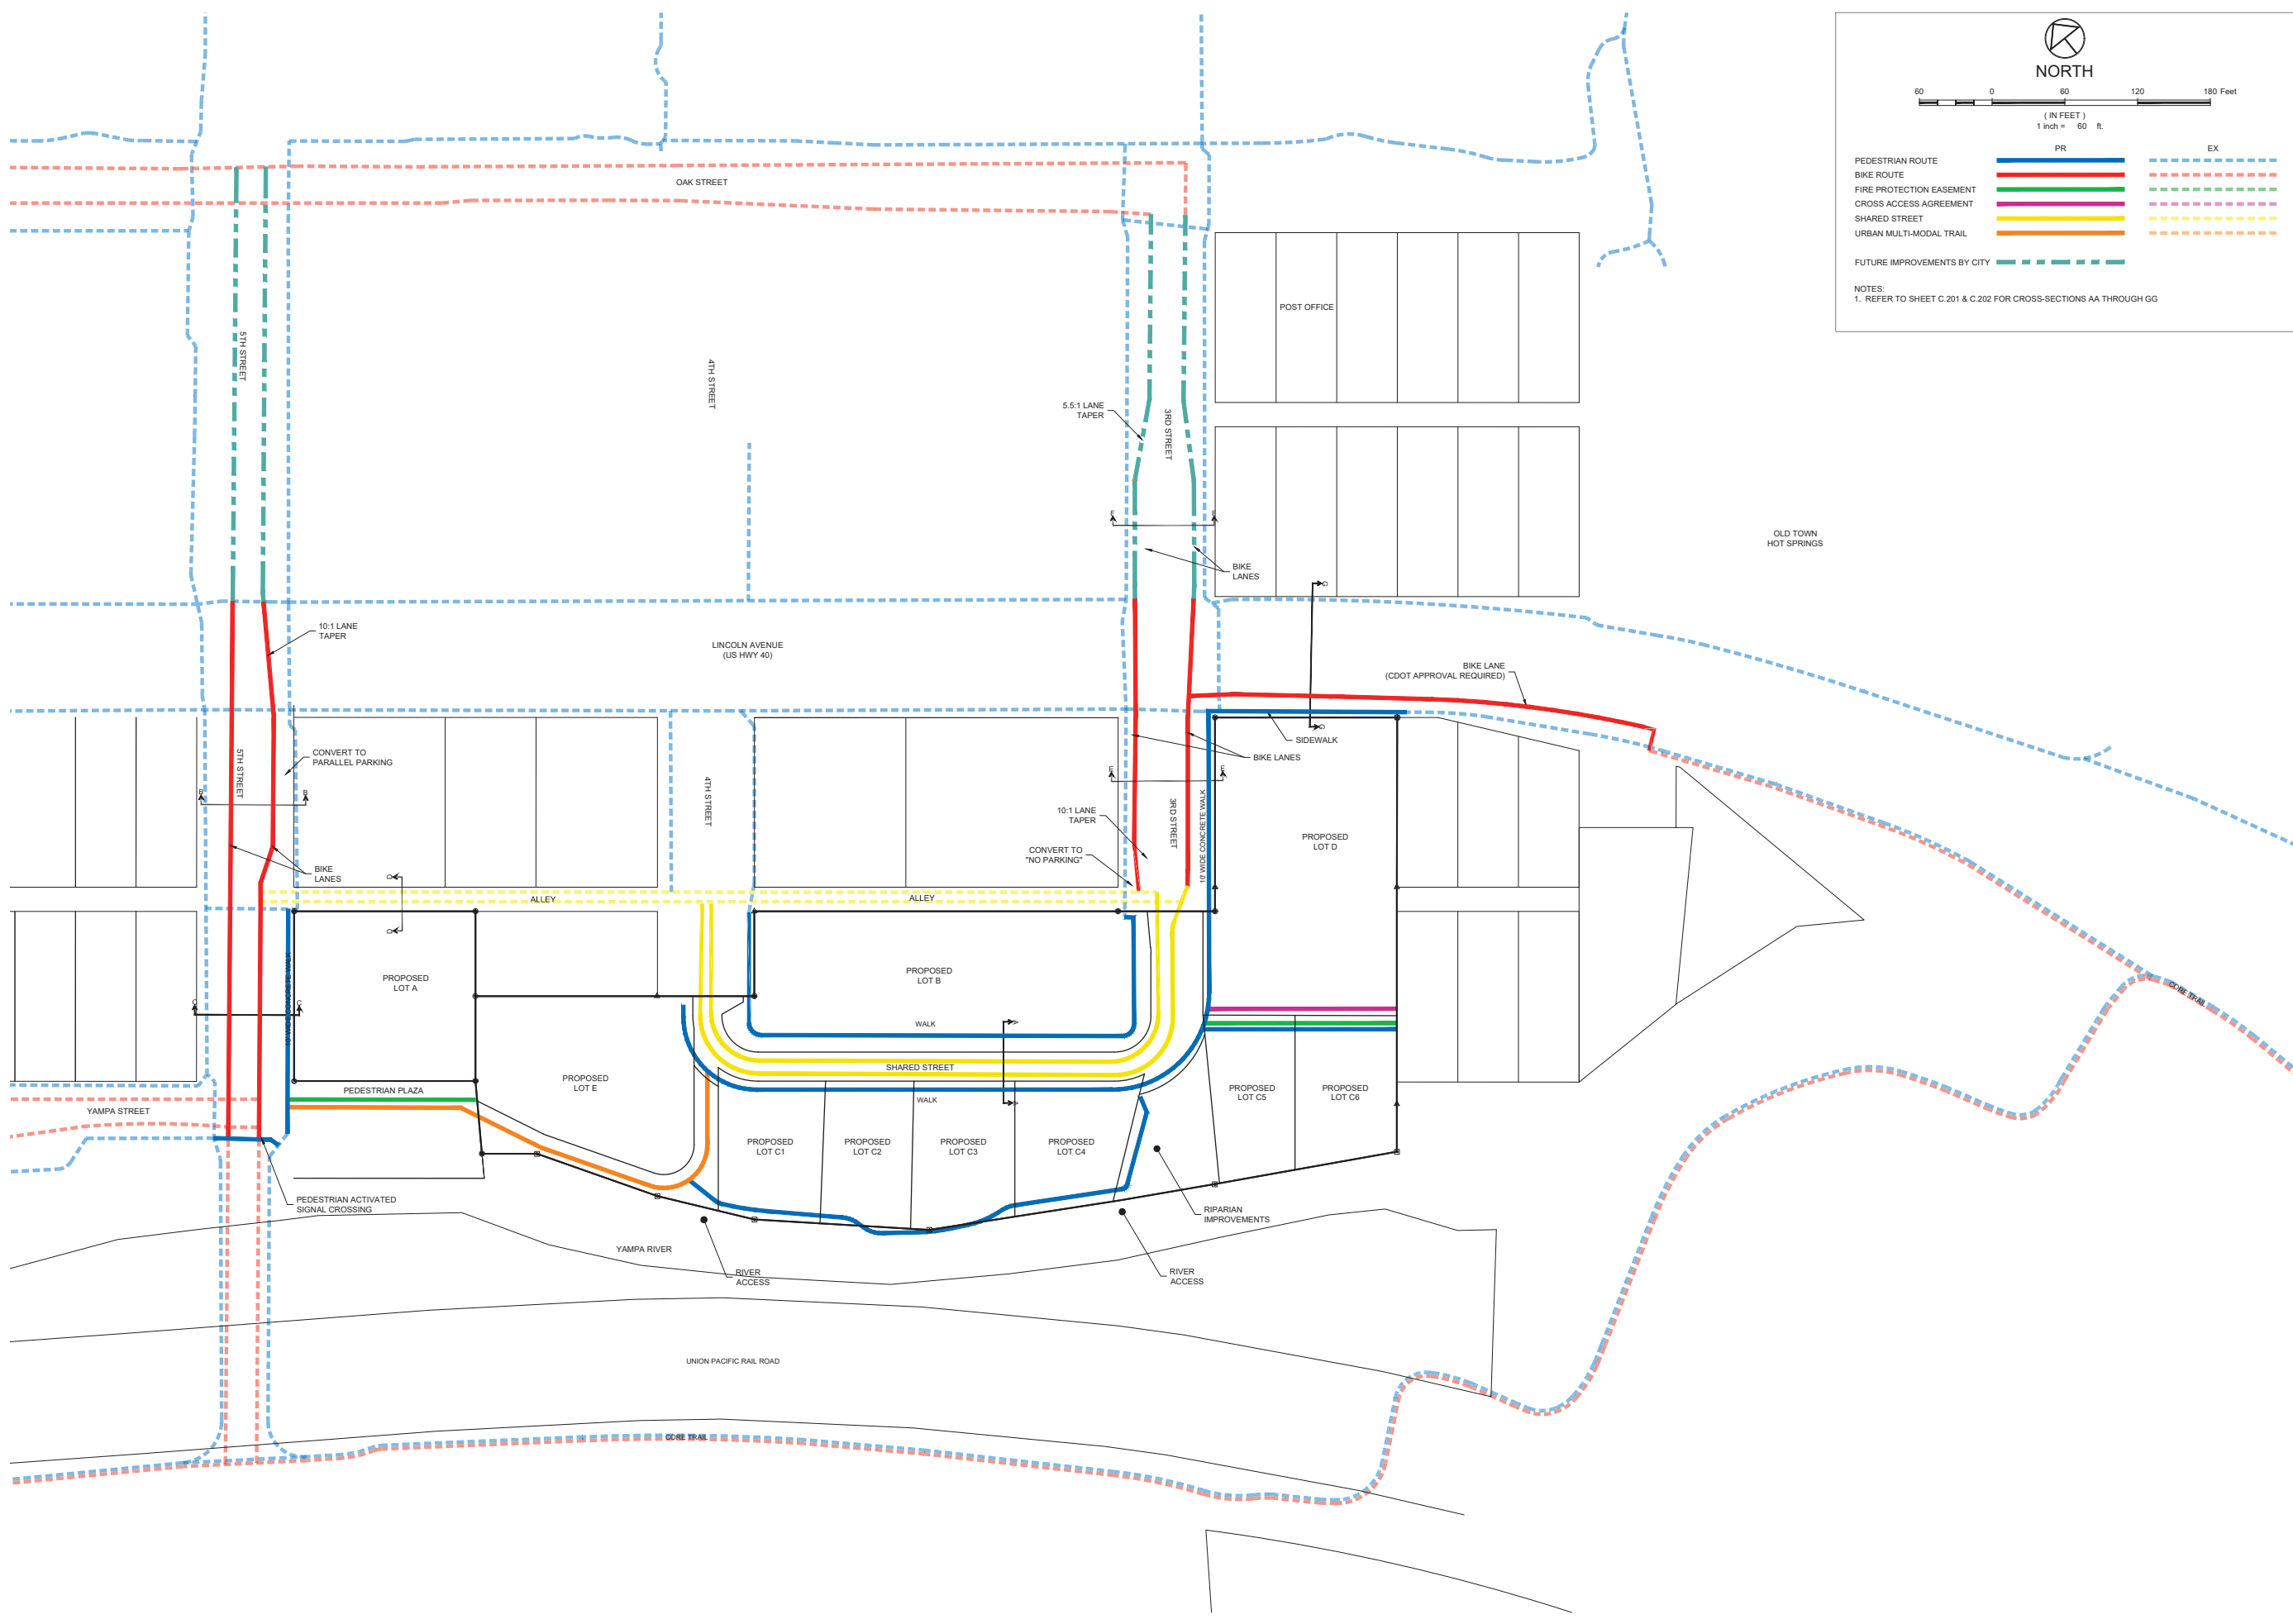 NORTH
60 0 60 120 180 Feet
( IN FEET )
1 inch = 60 ft.
PR EX
PEDESTRIAN ROUTE
BIKE ROUTE
FIRE PROTECTION EASEMENT
CROSS ACCESS AGREEMENT
SHARED STREET
URBAN MULTI-MODAL TRAIL
FUTURE IMPROVEMENTS BY CITY
NOTES:
1. REFER TO SHEET C.201 & C.202 FOR CROSS-SECTIONS AA THROUGH GG
OAK STREET
POST OFFICE
5TH STREET
4TH STREET
5.5:1 LANE
TAPER
3RD STREET
F F
OLD TOWN
HOT SPRINGS
BIKE
LANES
G
10:1 LANE
TAPER
LINCOLN AVENUE
(US HWY 40)
BIKE LANE
(CDOT APPROVAL REQUIRED)
G
SIDEWALK
CONVERT TO
PARALLEL PARKING
BIKE LANES
5TH STREET
4TH STREET
E E
B B
10:1 LANE
TAPER
3RD STREET
10' WIDE CONCRETE WALK
PROPOSED
LOT D
CONVERT TO
"NO PARKING"
BIKE
LANES
D
ALLEY
ALLEY
D
PROPOSED
LOT A
PROPOSED
LOT B
10' WIDE CONCRETE WALK
C C
WALK
A
CORE TRAIL
SHARED STREET
PROPOSED
LOT E
PEDESTRIAN PLAZA
PROPOSED
LOT C5
PROPOSED
LOT C6
WALK
A
YAMPA STREET
PROPOSED
LOT C1
PROPOSED
LOT C2
PROPOSED
LOT C3
PROPOSED
LOT C4
PEDESTRIAN ACTIVATED
SIGNAL CROSSING
RIPARIAN
IMPROVEMENTS
YAMPA RIVER
RIVER
ACCESS
RIVER
ACCESS
UNION PACIFIC RAIL ROAD
CORE TRAIL